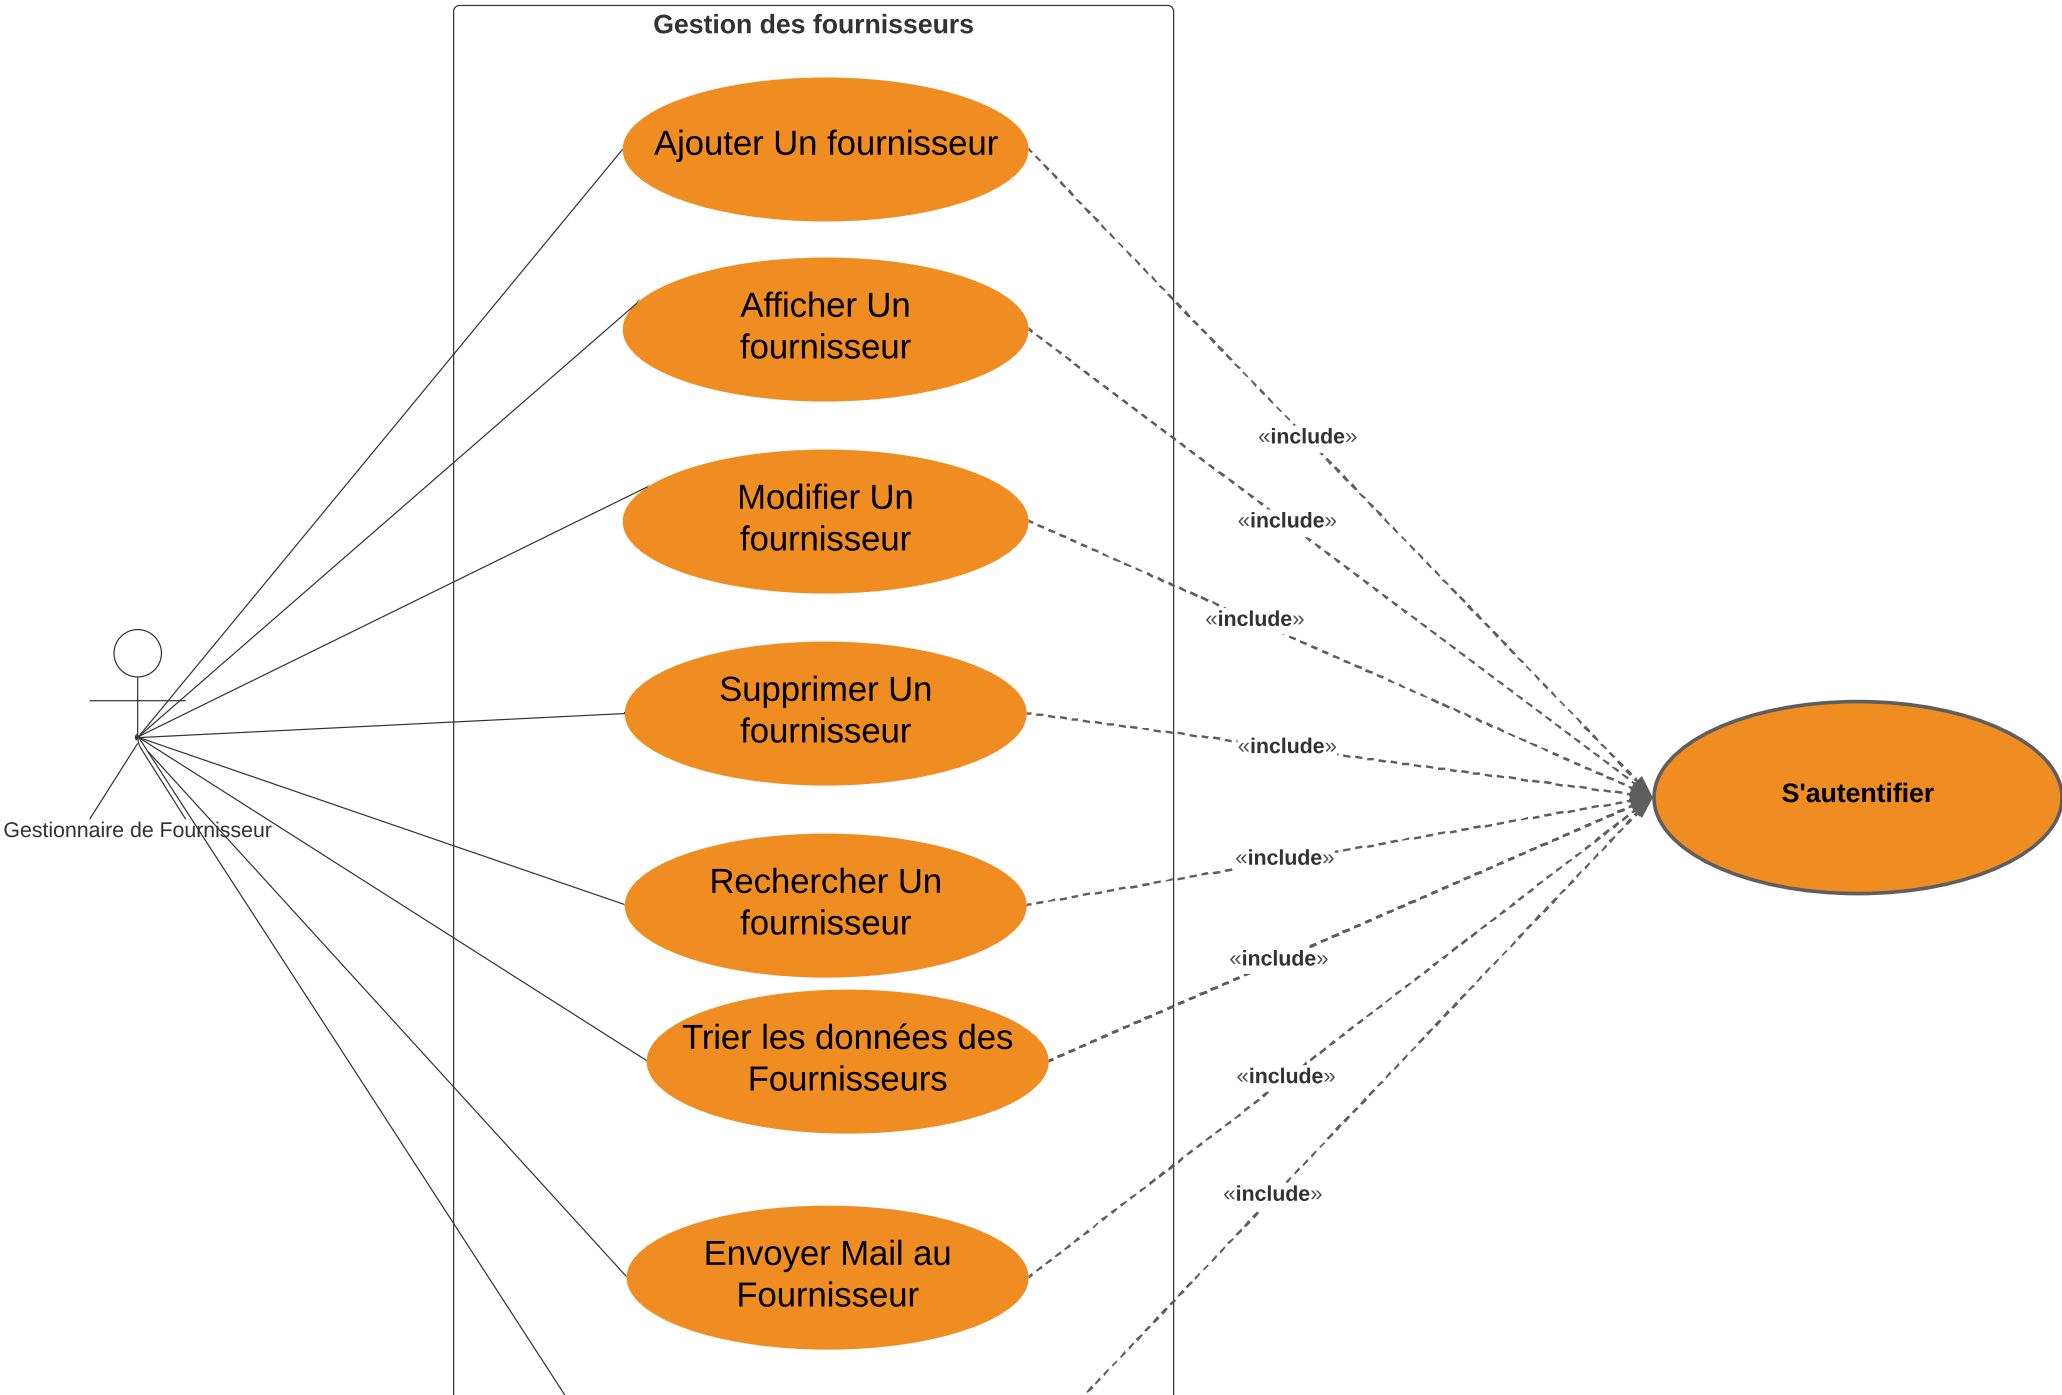 Gestion des fournisseurs
Ajouter Un fournisseur
Afficher Un
fournisseur
«include»
Modifier Un
fournisseur
«include»
«include»
Supprimer Un
fournisseur
«include»
S'autentifier
Gestionnaire de Fournisseur
«include»
Rechercher Un
fournisseur
«include»
Trier les données des
Fournisseurs
«include»
«include»
Envoyer Mail au
Fournisseur